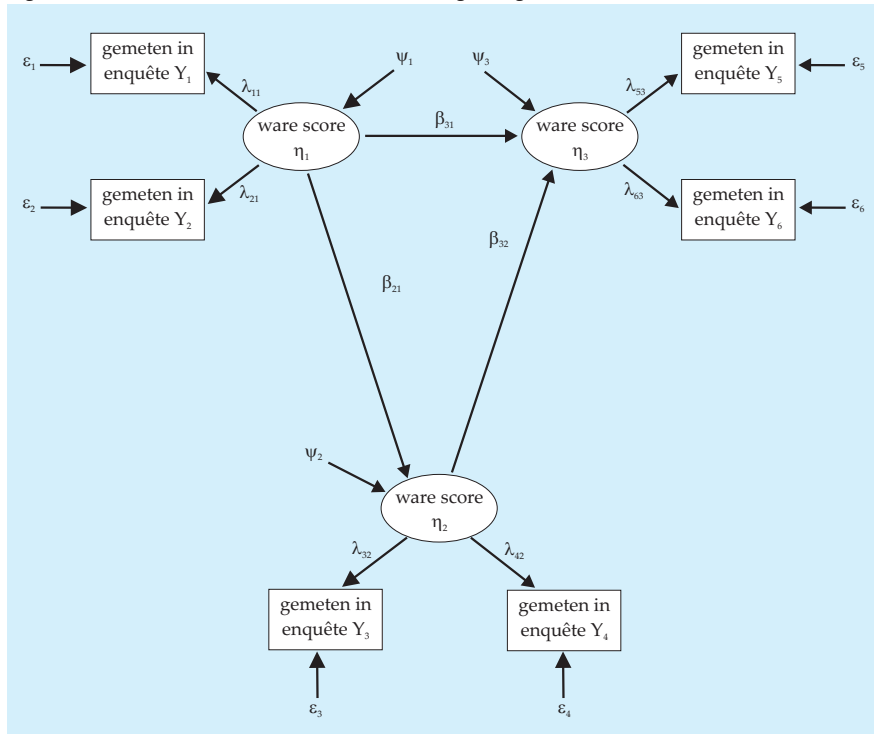 ε₁
gemeten in
enquête Y₁
λ₁₁
ψ₁
ψ₃
λ₅₃
gemeten in
enquête Y₅
ε₅
ware score
η₁
β₃₁
ware score
η₃
ε₂
gemeten in
enquête Y₂
λ₂₁
λ₆₃
gemeten in
enquête Y₆
ε₆
β₃₂
β₂₁
ψ₂
ware score
η₂
λ₃₂
λ₄₂
gemeten in
enquête Y₃
gemeten in
enquête Y₄
ε₃
ε₄